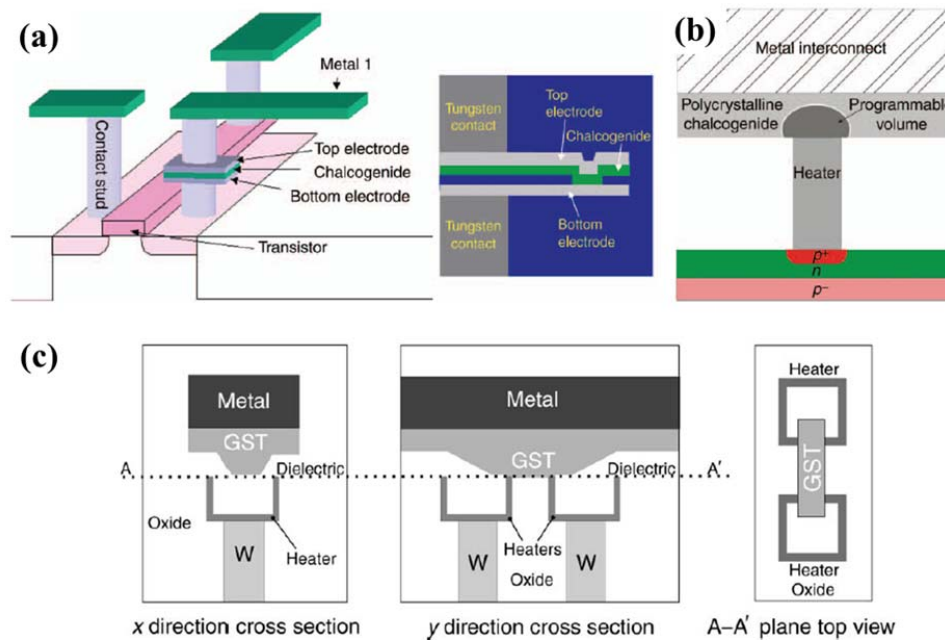 (a)
Metal 1
Contact stud
Top electrode
Chalcogenide
Bottom electrode
Transistor
Tungsten
contact
Top
electrode
Chalcogenide
Bottom
electrode
Tungsten
contact
(b)
Metal interconnect
Polycrystalline
chalcogenide
Programmable
volume
Heater
p⁺
n
p⁻
(c)
Metal
GST
A
Dielectric
Oxide
W
Heater
x direction cross section
Metal
GST
Dielectric
A′
Heaters
W
Oxide
W
y direction cross section
Heater
GST
Heater
Oxide
A–A′ plane top view